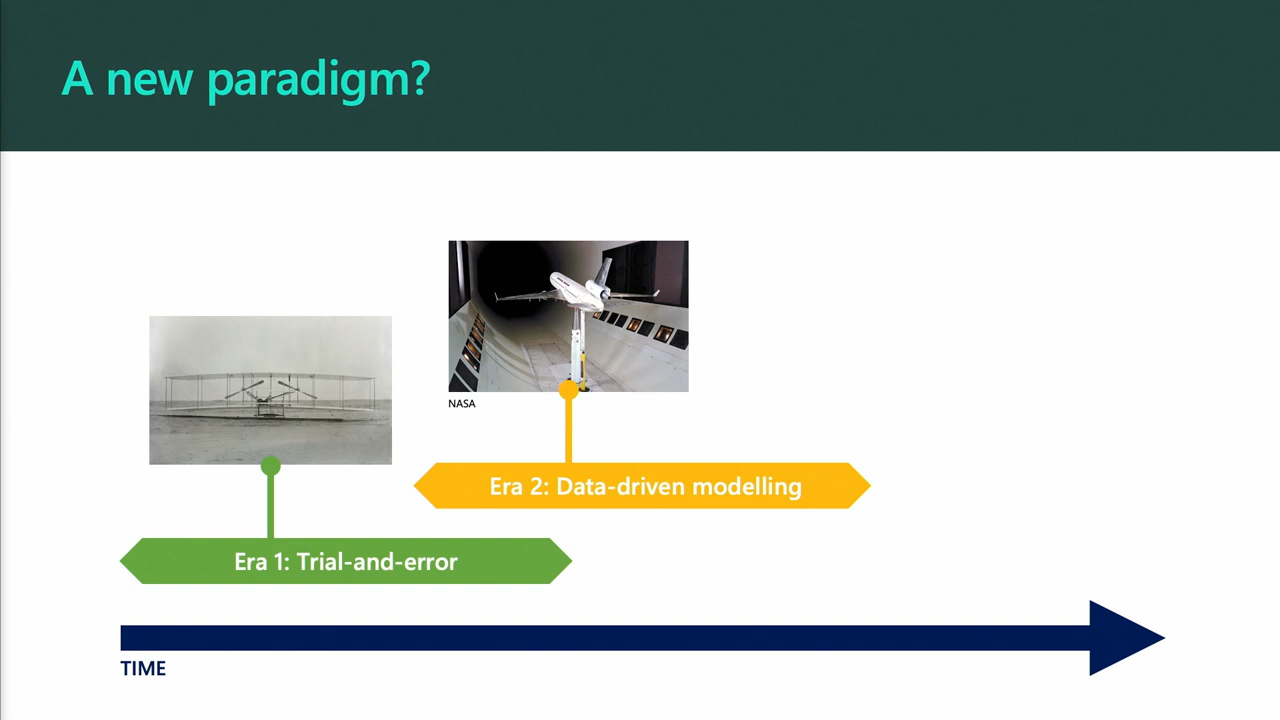 A new paradigm?
NASA
Era 2: Data-driven modelling
Era 1: Trial-and-error
TIME